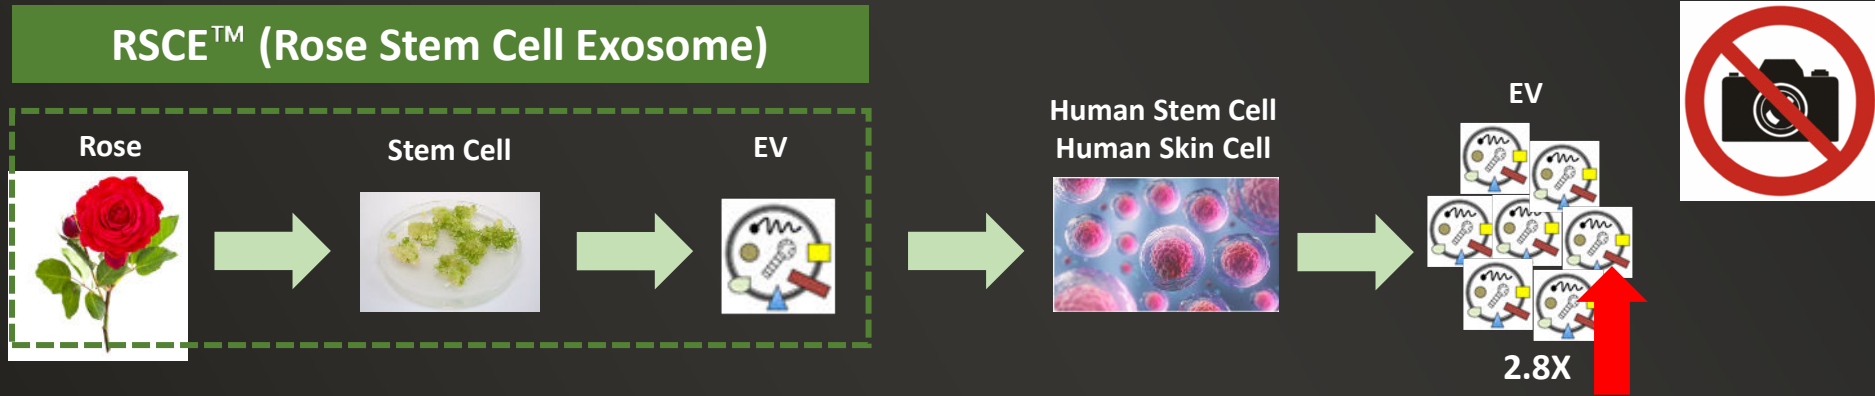 RSCE™ (Rose Stem Cell Exosome)
Rose
Stem Cell
EV
Human Stem Cell
Human Skin Cell
EV
2.8X